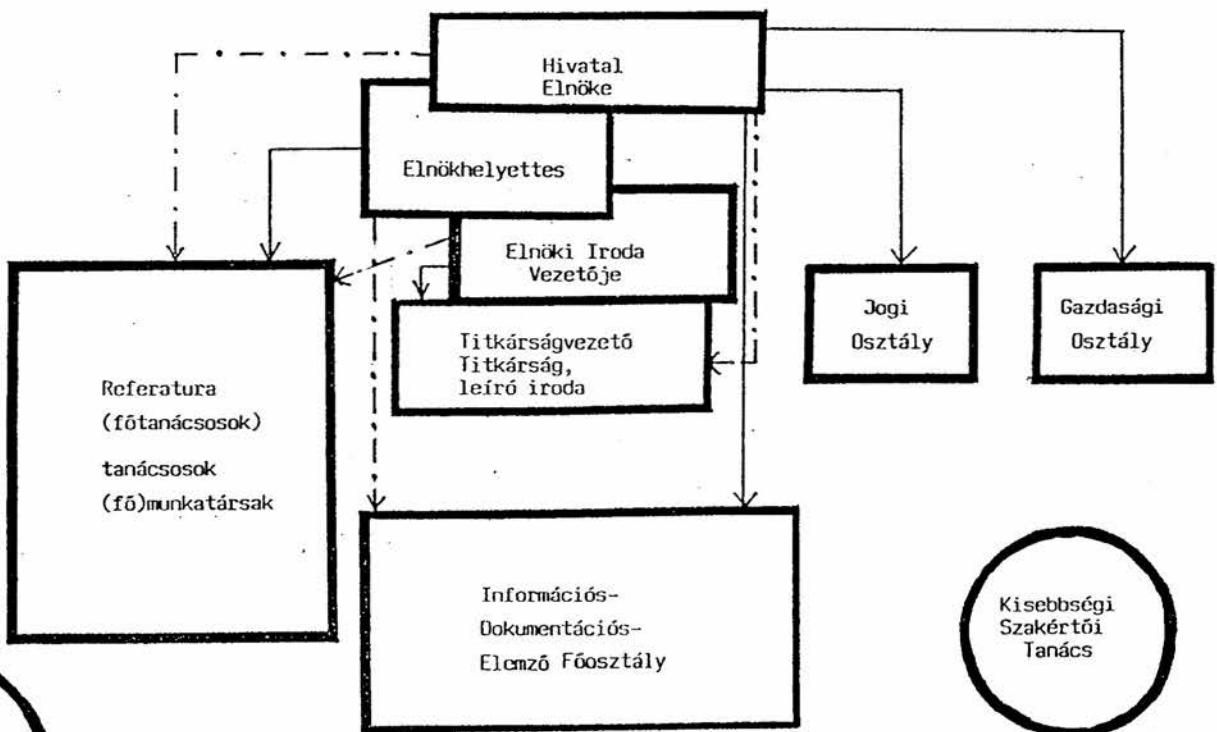 Hivatal
Elnöke
Elnökhelyettes
Elnöki Iroda
Vezetője
Titkárságvezető
Titkárság,
leíró iroda
Jogi
Osztály
Gazdasági
Osztály
Referatura
(főtanácsosok)
tanácsosok
(fő)munkatársak
Információs-
Dokumentációs-
Elemző Főosztály
Kisebbségi
Szakértői
Tanács